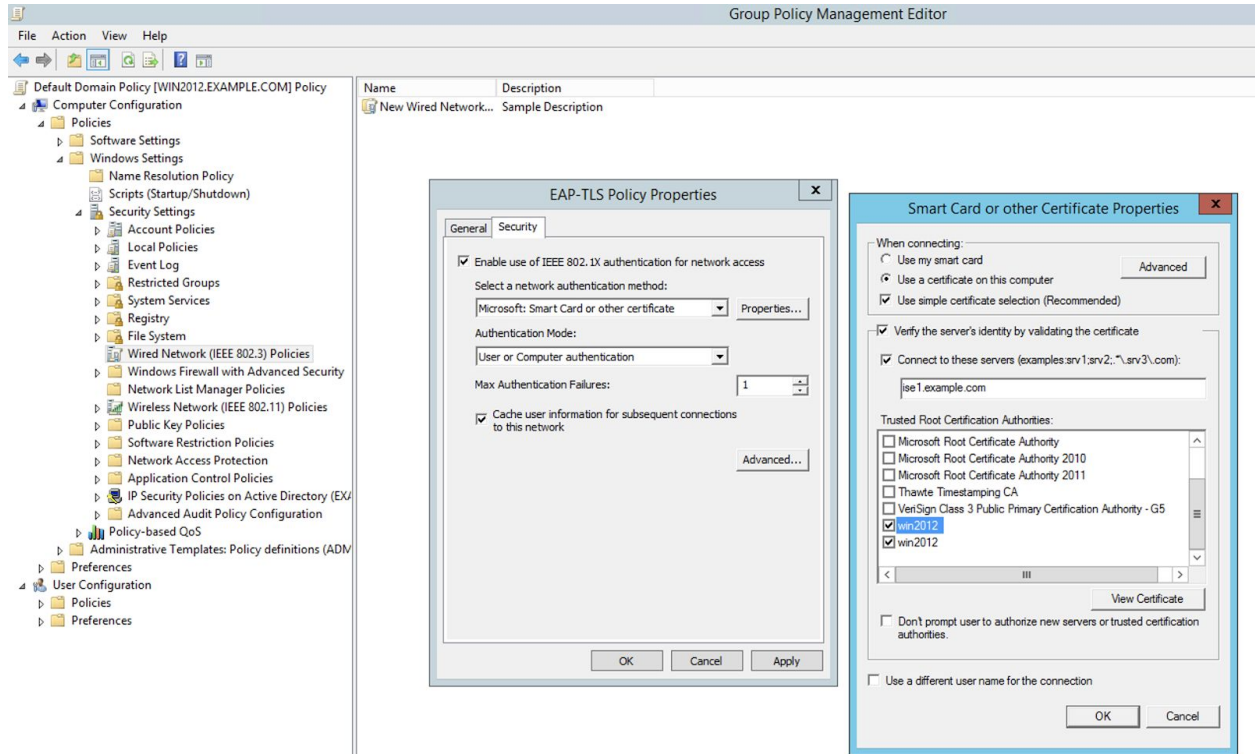 Group Policy Management Editor
File Action View Help
Default Domain Policy [WIN2012.EXAMPLE.COM] Policy
Computer Configuration
Policies
Software Settings
Windows Settings
Name Resolution Policy
Scripts (Startup/Shutdown)
Security Settings
Account Policies
Local Policies
Event Log
Restricted Groups
System Services
Registry
File System
Wired Network (IEEE 802.3) Policies
Windows Firewall with Advanced Security
Network List Manager Policies
Wireless Network (IEEE 802.11) Policies
Public Key Policies
Software Restriction Policies
Network Access Protection
Application Control Policies
IP Security Policies on Active Directory (EXA
Advanced Audit Policy Configuration
Policy-based QoS
Administrative Templates: Policy definitions (ADM
Preferences
User Configuration
Policies
Preferences
Name Description
New Wired Network... Sample Description
EAP-TLS Policy Properties
General Security
Enable use of IEEE 802.1X authentication for network access
Select a network authentication method:
Microsoft: Smart Card or other certificate Properties...
Authentication Mode:
User or Computer authentication
Max Authentication Failures: 1
Cache user information for subsequent connections
to this network
Advanced...
OK Cancel Apply
Smart Card or other Certificate Properties
When connecting:
Use my smart card
Advanced
Use a certificate on this computer
Use simple certificate selection (Recommended)
Verify the server's identity by validating the certificate
Connect to these servers (examples:srv1;srv2;.*\.srv3\.com):
ise1.example.com
Trusted Root Certification Authorities:
Microsoft Root Certificate Authority
Microsoft Root Certificate Authority 2010
Microsoft Root Certificate Authority 2011
Thawte Timestamping CA
VeriSign Class 3 Public Primary Certification Authority - G5
win2012
win2012
View Certificate
Don't prompt user to authorize new servers or trusted certification
authorities.
Use a different user name for the connection
OK Cancel